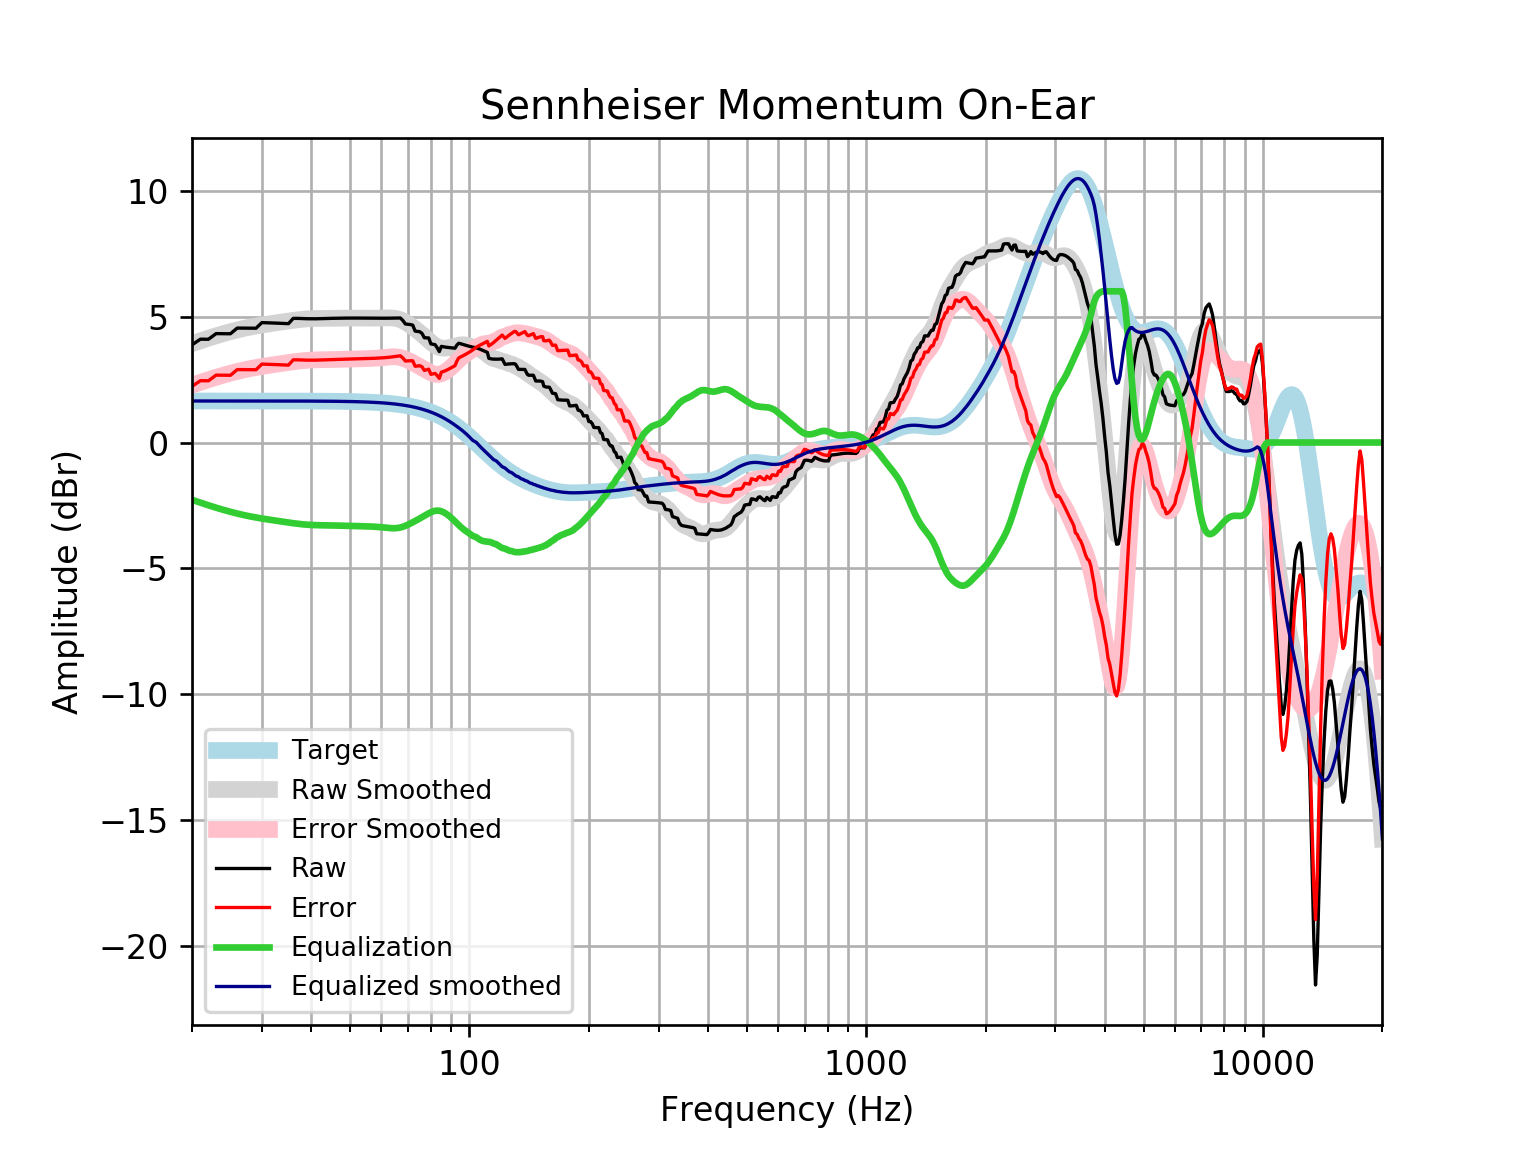 Sennheiser Momentum On-Ear
Amplitude (dBr)
10
5
0
−5
−10
−15
−20
Target
Raw Smoothed
Error Smoothed
Raw
Error
Equalization
Equalized smoothed
100 1000 10000
Frequency (Hz)